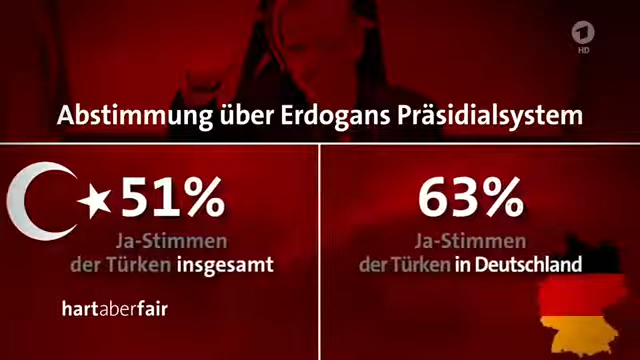 HD
Abstimmung über Erdogans Präsidialsystem
51%
Ja-Stimmen
der Türken insgesamt
63%
Ja-Stimmen
der Türken in Deutschland
hartaberfair